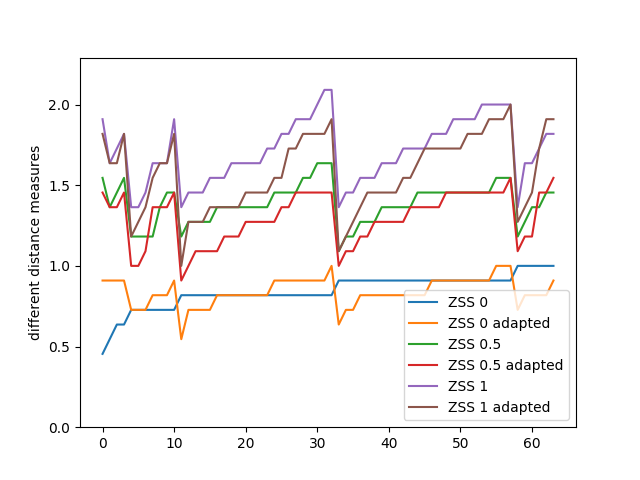 different distance measures
2.0
1.5
1.0
0.5
0.0
0 10 20 30 40 50 60
ZSS 0
ZSS 0 adapted
ZSS 0.5
ZSS 0.5 adapted
ZSS 1
ZSS 1 adapted